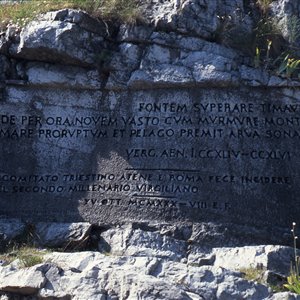 FONTEM SVPERARE TIMAV
DE PER ORA NOVEM VASTO CVM MVRMVRE MONT
MARE PRORVPTVM ET PELAGO PREMIT ARVA SONA
VERG. AEN. I. CCXLIV-CCXLVI
COMITATO TRIESTINO ATENE E ROMA FECE INCIDERE
IL SECONDO MILLENARIO VIRGILIANO
XV OTT. MCMXXX-VIII E.F.